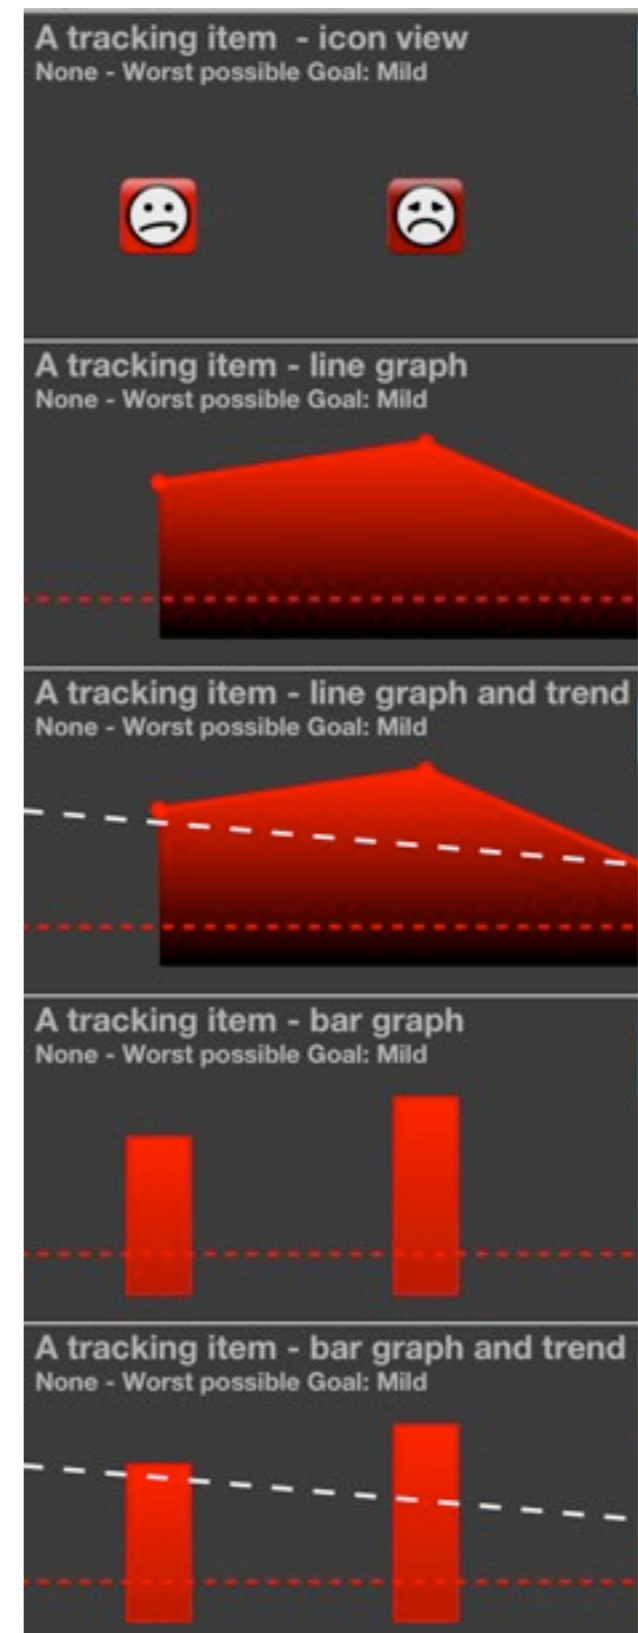 A tracking item - icon view
None - Worst possible Goal: Mild
A tracking item - line graph
None - Worst possible Goal: Mild
A tracking item - line graph and trend
None - Worst possible Goal: Mild
A tracking item - bar graph
None - Worst possible Goal: Mild
A tracking item - bar graph and trend
None - Worst possible Goal: Mild